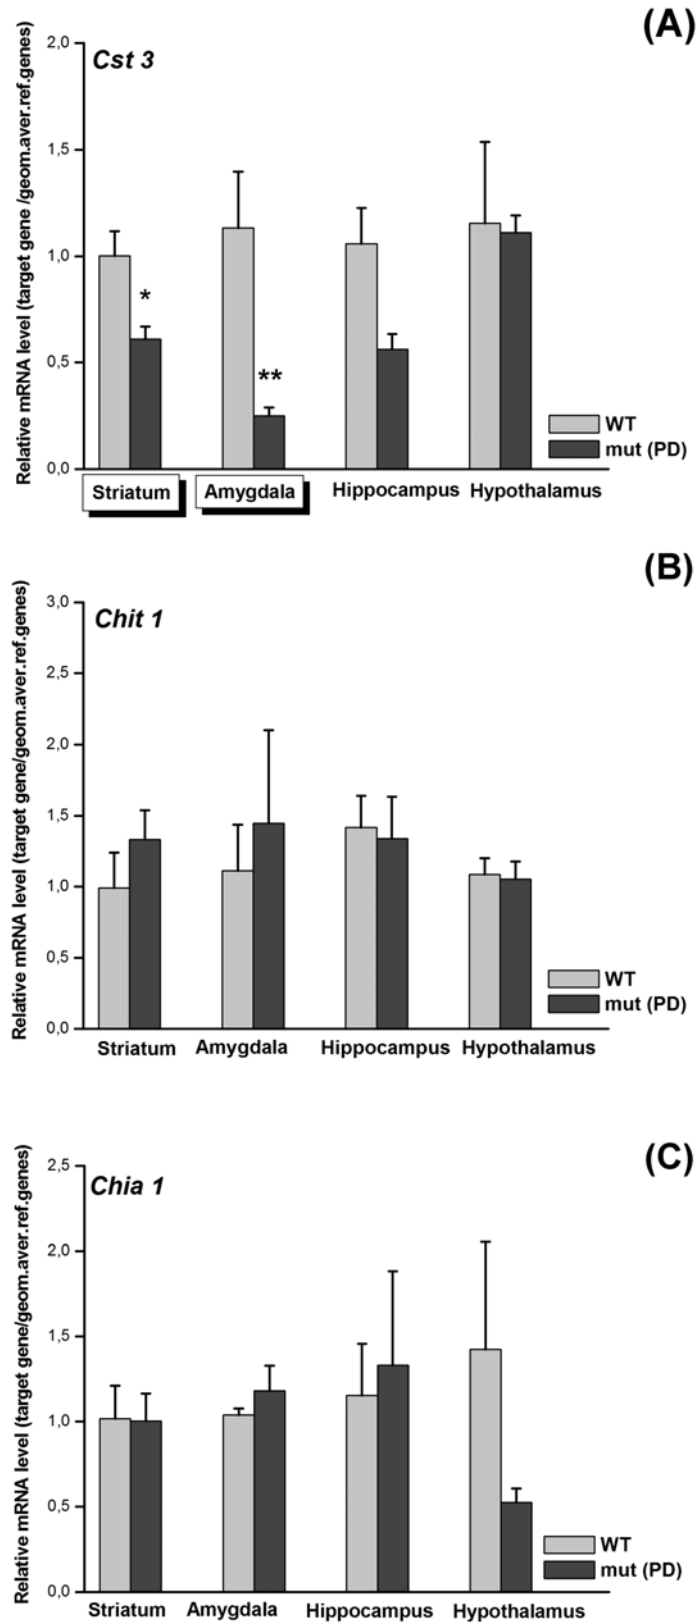 (A)
Cst 3
Relative mRNA level (target gene /geom.aver.ref.genes)
2,0
1,5
1,0
0,5
0,0
*
**
WT
mut (PD)
Striatum Amygdala Hippocampus Hypothalamus
(B)
Chit 1
Relative mRNA level (target gene/geom.aver.ref.genes)
3,0
2,5
2,0
1,5
1,0
0,5
0,0
WT
mut (PD)
Striatum Amygdala Hippocampus Hypothalamus
(C)
Chia 1
Relative mRNA level (target gene/geom.aver.ref.genes)
2,5
2,0
1,5
1,0
0,5
0,0
WT
mut (PD)
Striatum Amygdala Hippocampus Hypothalamus